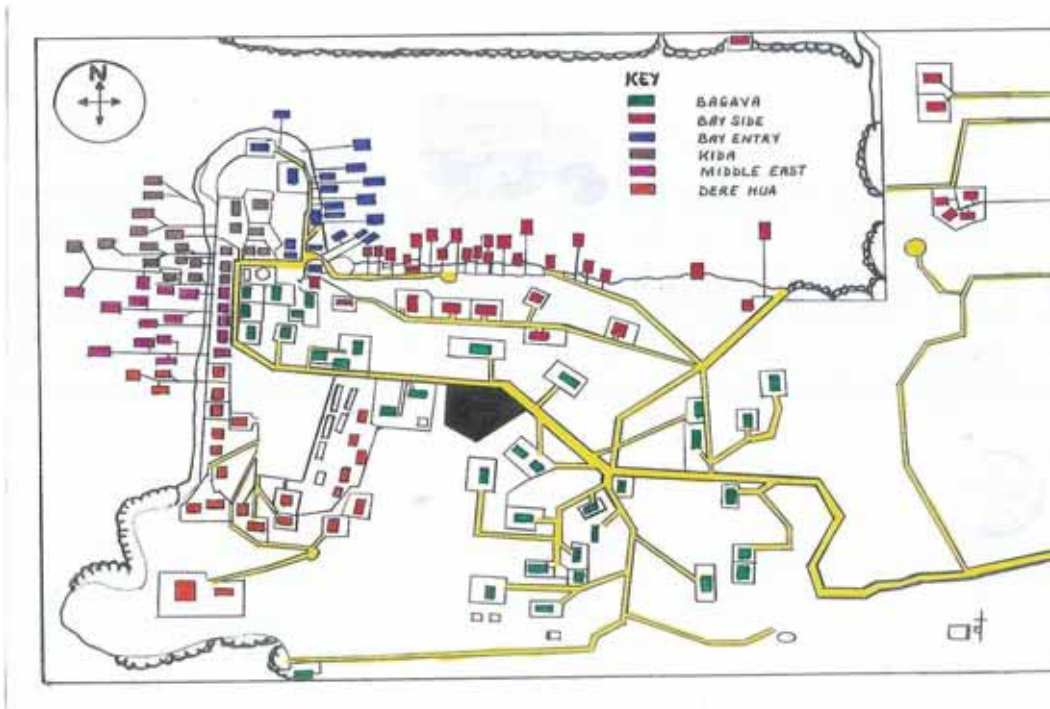 N
KEY
BAGAVA
BAY SIDE
BAY ENTRY
KIDA
MIDDLE EAST
DERE HUA